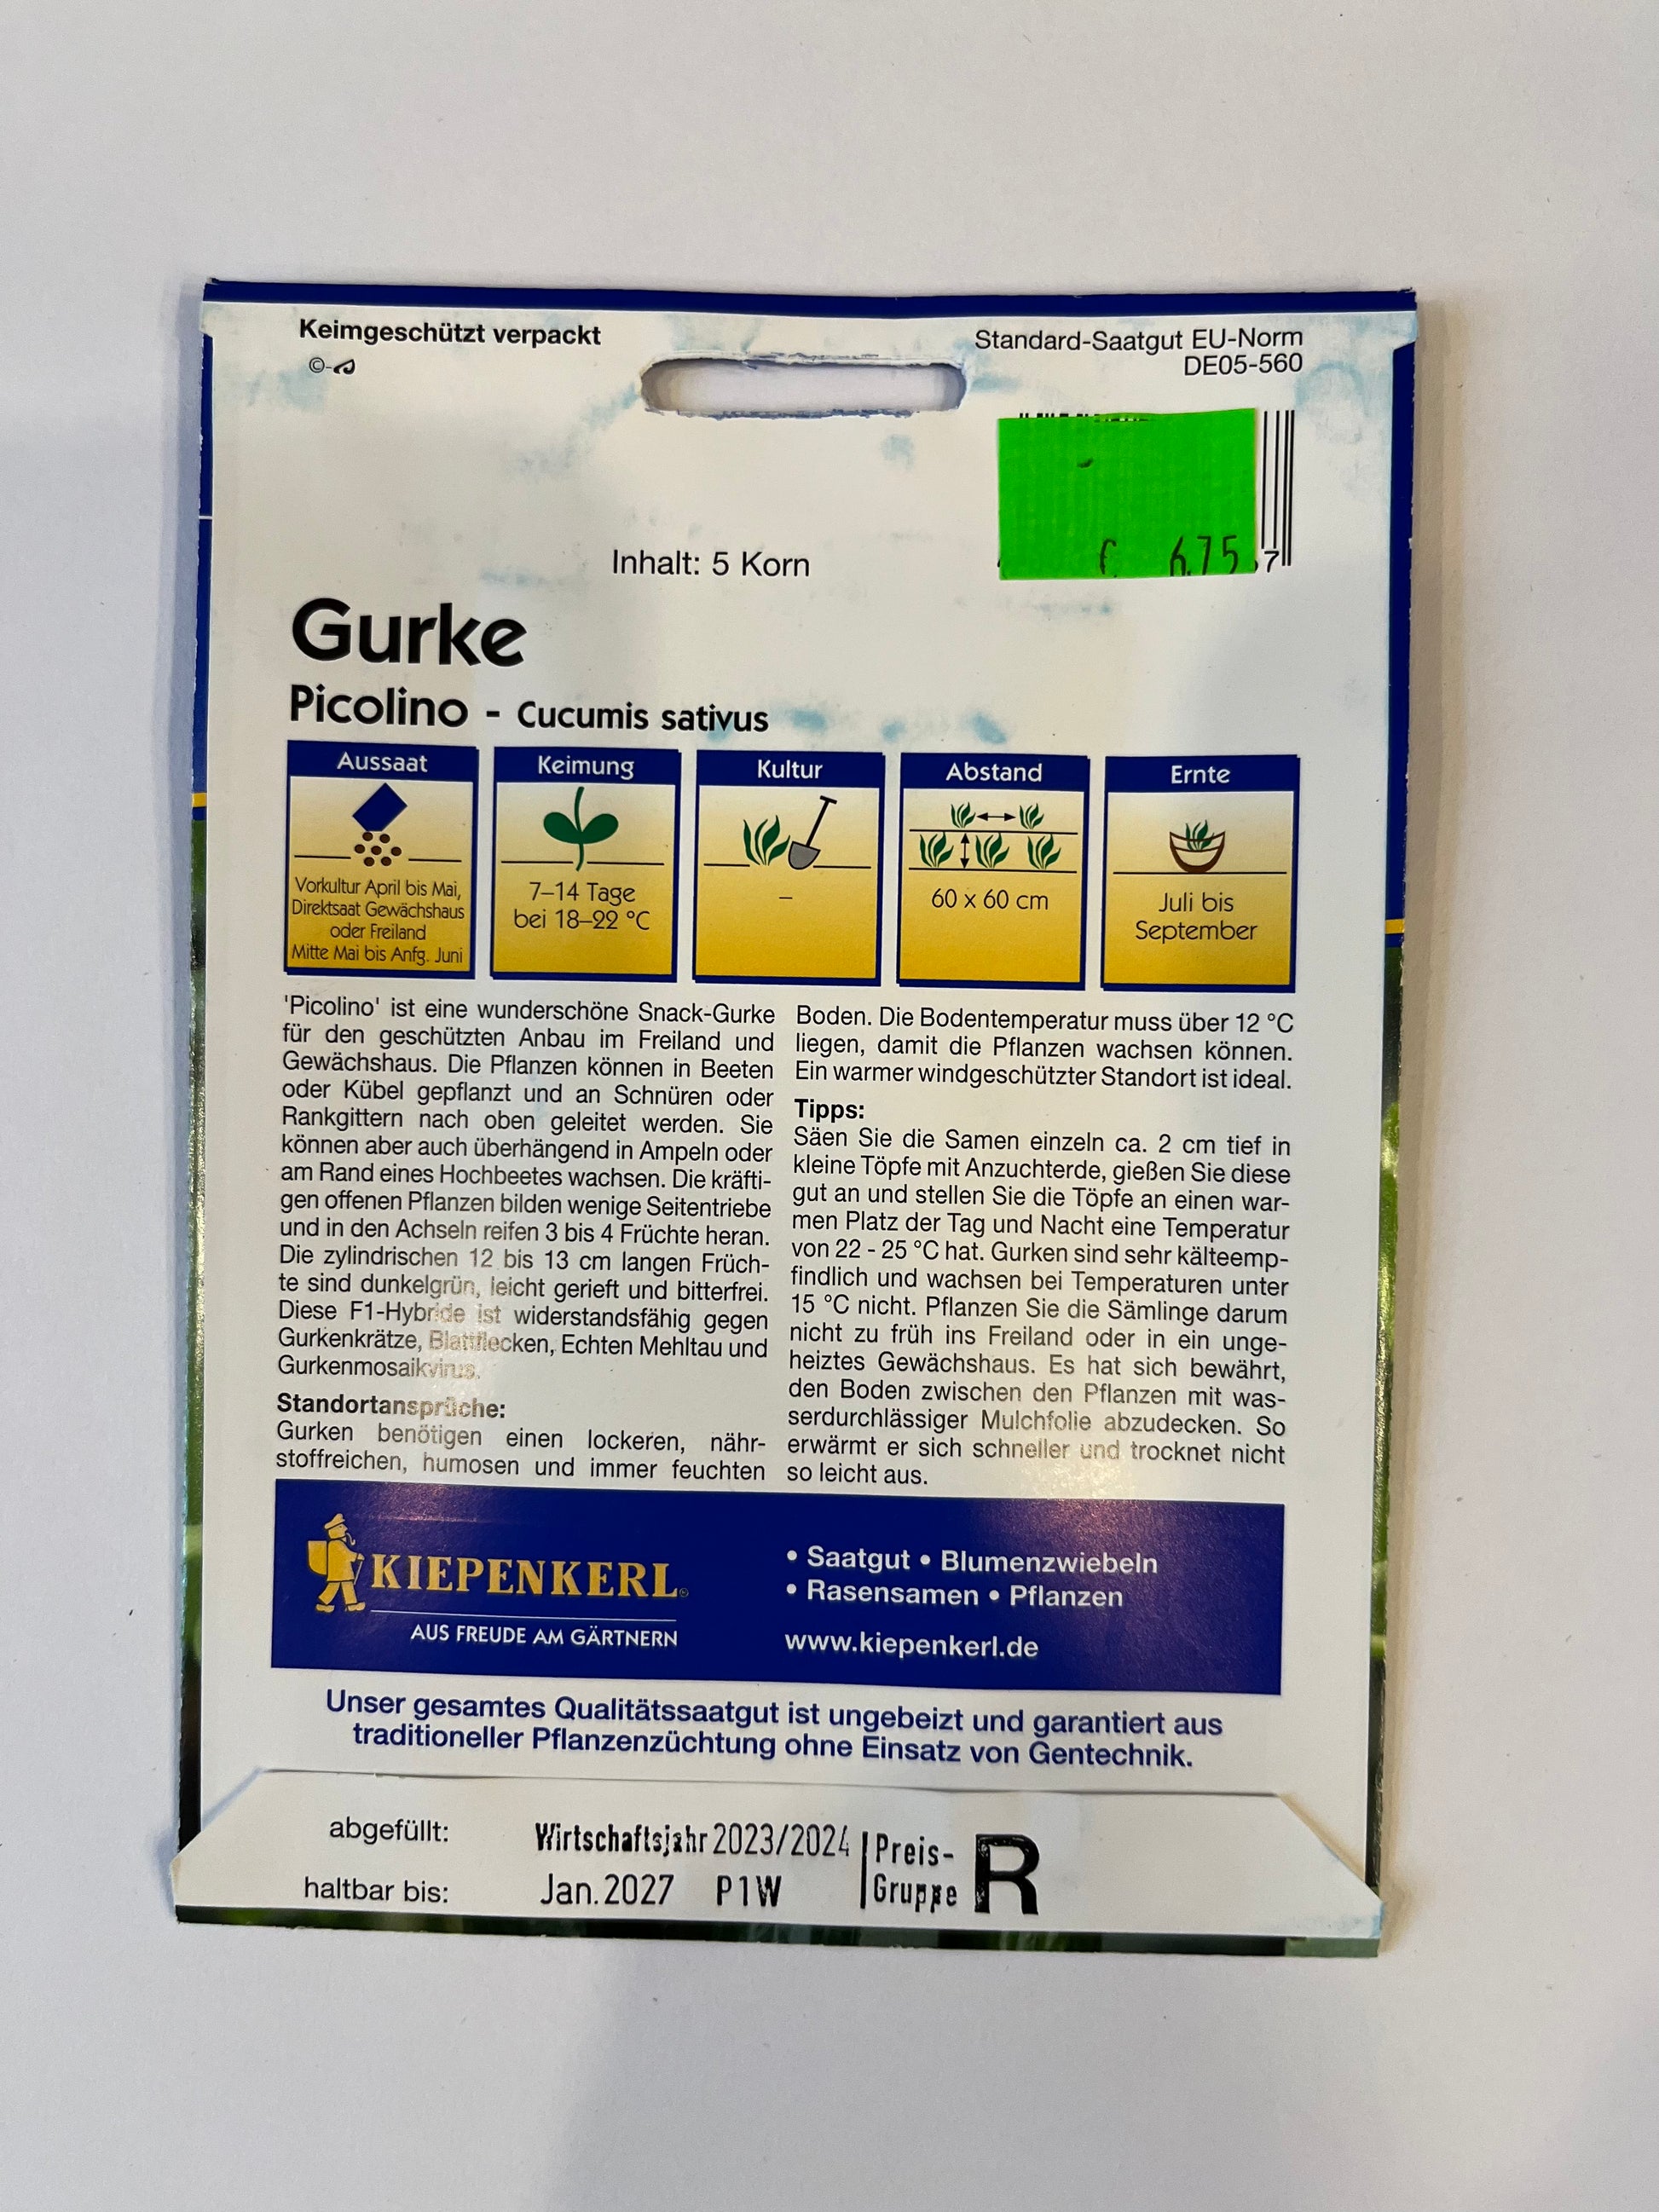 Keimgeschützt verpackt
©-
Standard-Saatgut EU-Norm
DE05-560
€ 6.75
7
Inhalt: 5 Korn
Gurke
Picolino - Cucumis sativus
Aussaat
Vorkultur April bis Mai,
Direktsaat Gewächshaus
oder Freiland
Mitte Mai bis Anfg. Juni
Keimung
7–14 Tage
bei 18–22 °C
Kultur
–
Abstand
60 x 60 cm
Ernte
Juli bis
September
'Picolino' ist eine wunderschöne Snack-Gurke
für den geschützten Anbau im Freiland und
Gewächshaus. Die Pflanzen können in Beeten
oder Kübel gepflanzt und an Schnüren oder
Rankgittern nach oben geleitet werden. Sie
können aber auch überhängend in Ampeln oder
am Rand eines Hochbeetes wachsen. Die kräfti-
gen offenen Pflanzen bilden wenige Seitentriebe
und in den Achseln reifen 3 bis 4 Früchte heran.
Die zylindrischen 12 bis 13 cm langen Früch-
te sind dunkelgrün, leicht gerieft und bitterfrei.
Diese F1-Hybride ist widerstandsfähig gegen
Gurkenkrätze, Blattflecken, Echten Mehltau und
Gurkenmosaikvirus.
Standortansprüche:
Gurken benötigen einen lockeren, nähr-
stoffreichen, humosen und immer feuchten
Boden. Die Bodentemperatur muss über 12 °C
liegen, damit die Pflanzen wachsen können.
Ein warmer windgeschützter Standort ist ideal.
Tipps:
Säen Sie die Samen einzeln ca. 2 cm tief in
kleine Töpfe mit Anzuchterde, gießen Sie diese
gut an und stellen Sie die Töpfe an einen war-
men Platz der Tag und Nacht eine Temperatur
von 22 - 25 °C hat. Gurken sind sehr kälteemp-
findlich und wachsen bei Temperaturen unter
15 °C nicht. Pflanzen Sie die Sämlinge darum
nicht zu früh ins Freiland oder in ein unge-
heiztes Gewächshaus. Es hat sich bewährt,
den Boden zwischen den Pflanzen mit was-
serdurchlässiger Mulchfolie abzudecken. So
erwärmt er sich schneller und trocknet nicht
so leicht aus.
KIEPENKERL®
AUS FREUDE AM GÄRTNERN
• Saatgut • Blumenzwiebeln
• Rasensamen • Pflanzen
www.kiepenkerl.de
Unser gesamtes Qualitätssaatgut ist ungebeizt und garantiert aus
traditioneller Pflanzenzüchtung ohne Einsatz von Gentechnik.
abgefüllt: Wirtschaftsjahr 2023/2024
haltbar bis: Jan.2027 P1W
Preis-
Gruppe
R